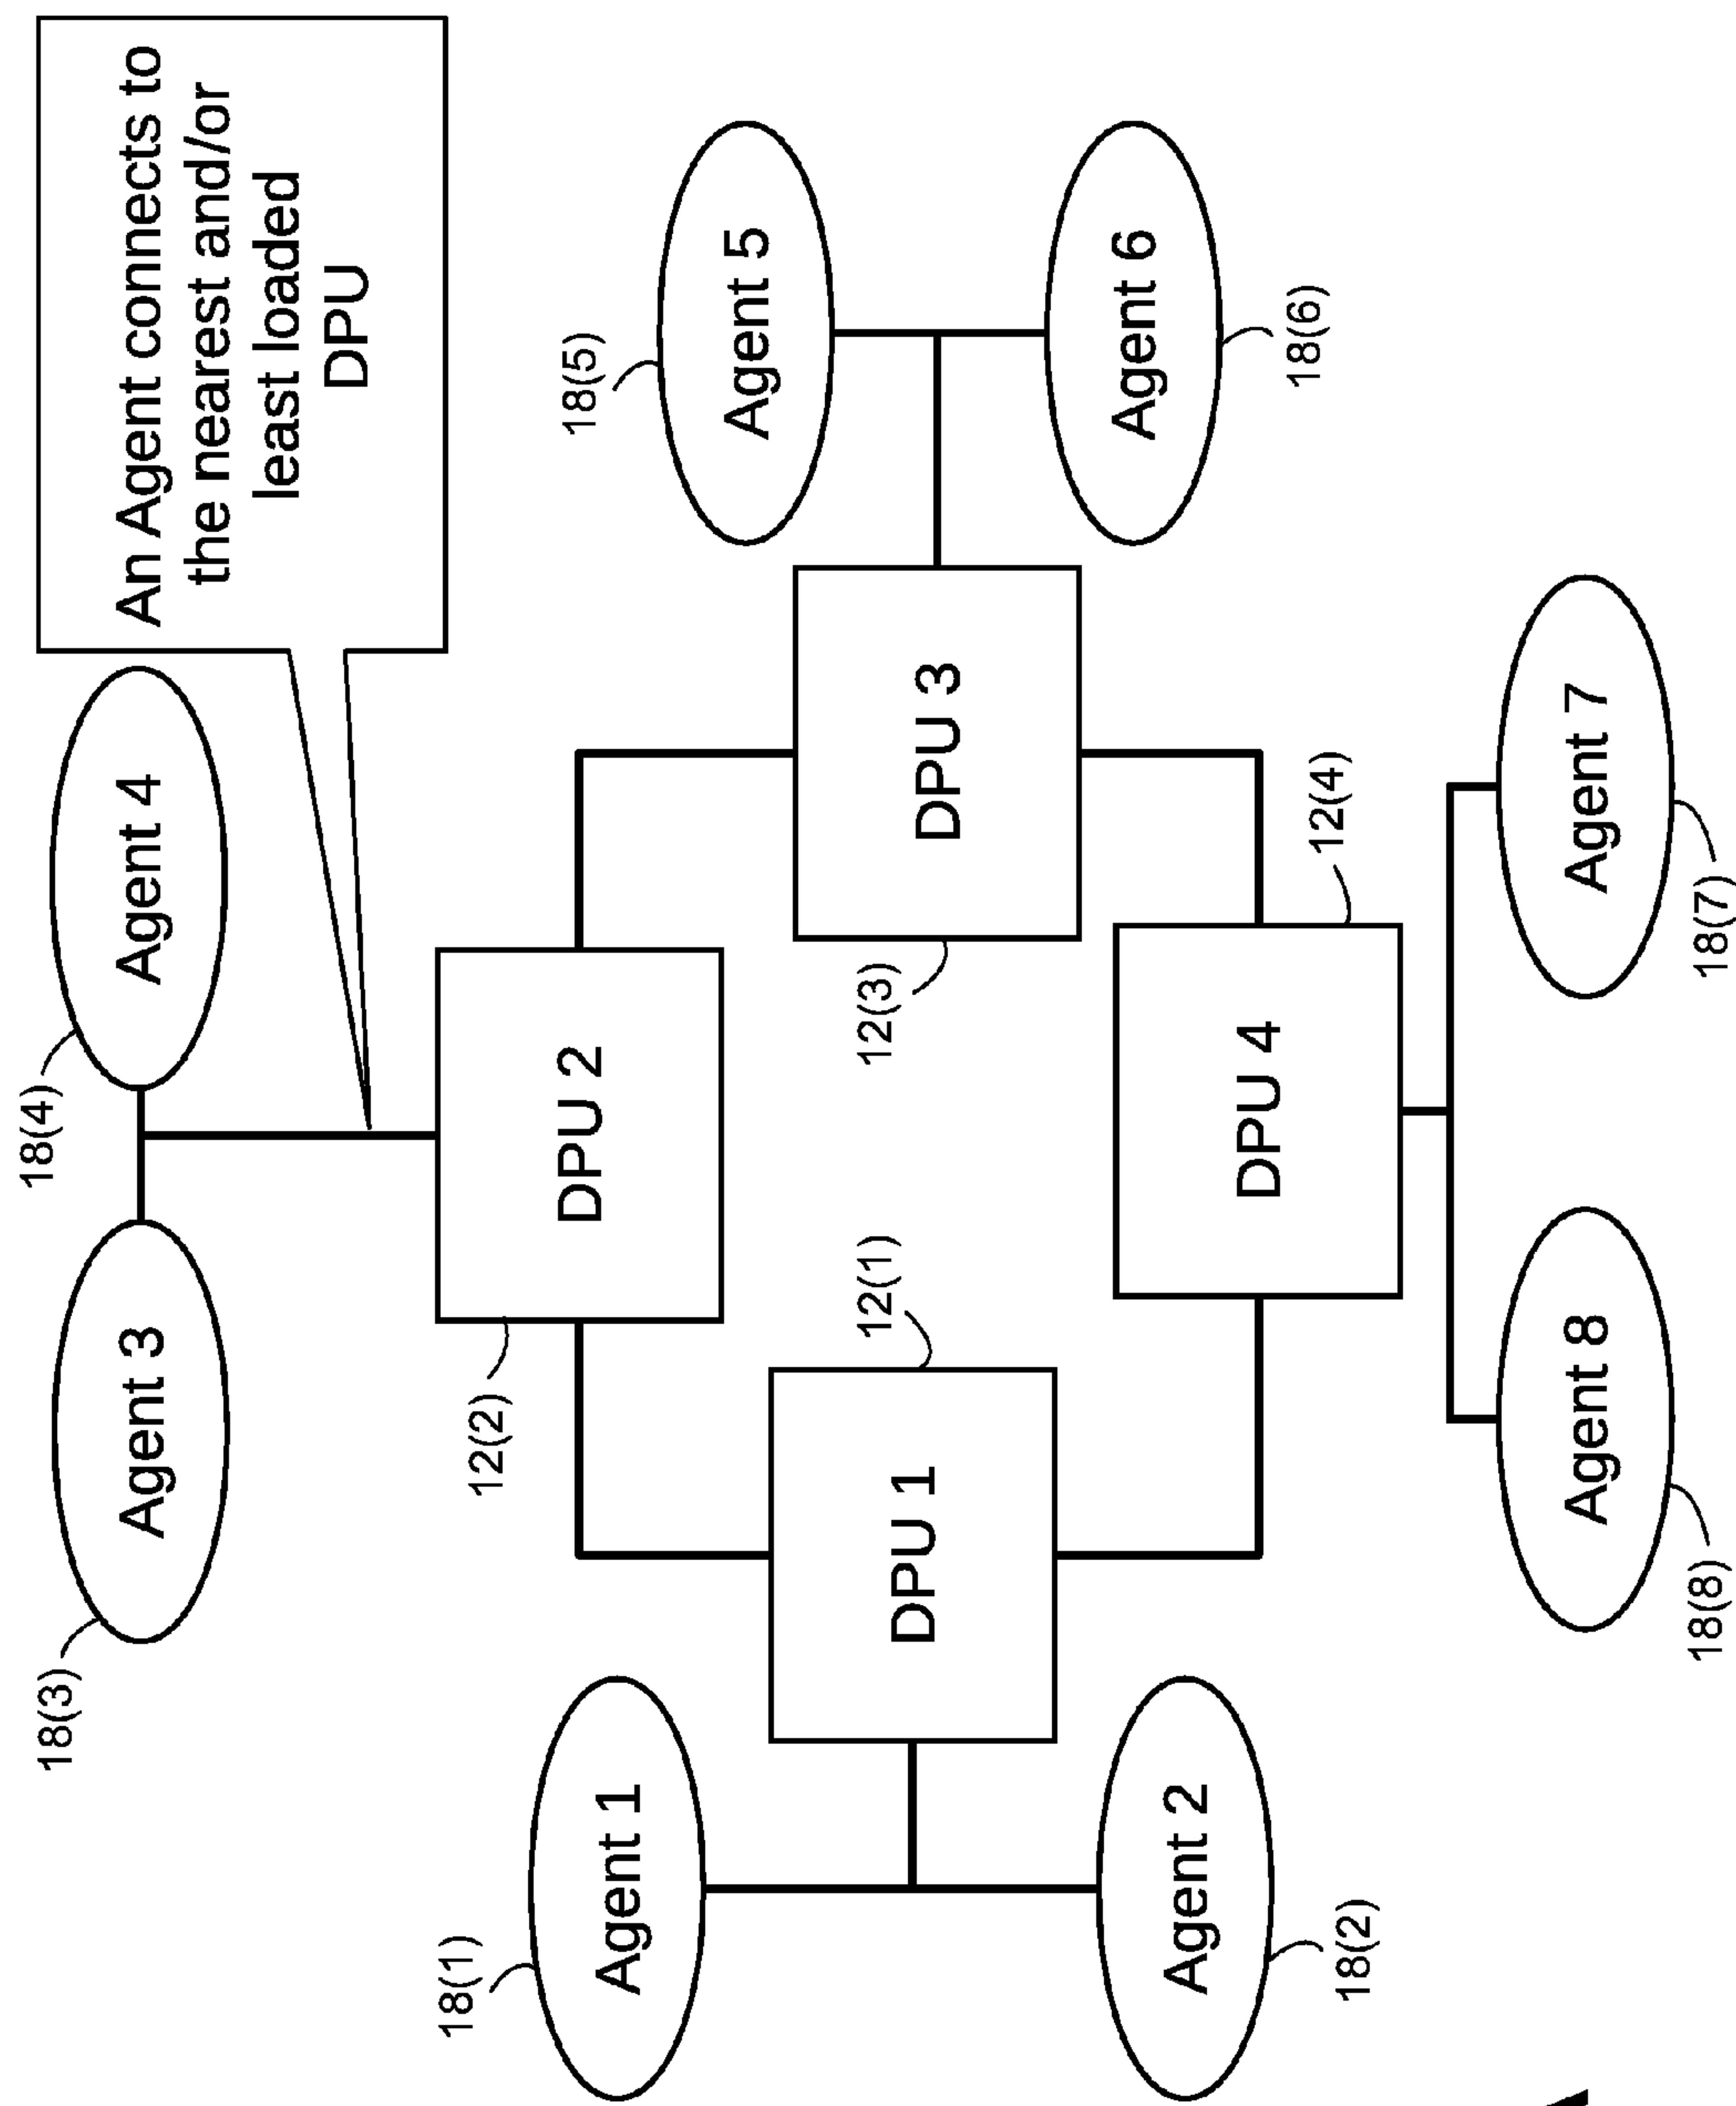 An Agent connects to
the nearest and/or
least loaded
DPU
18(3)
Agent 3
18(4)
Agent 4
18(1)
Agent 1
12(2)
DPU 2
18(5)
Agent 5
DPU 1
12(1)
12(3)
DPU 3
18(2)
Agent 2
DPU 4
12(4)
Agent 6
18(6)
18(8)
Agent 8
18(7)
Agent 7